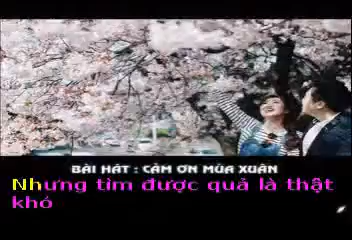 BÀI HÁT : CẢM ƠN MÙA XUÂN
Nhưng tìm được quả là thật
khó